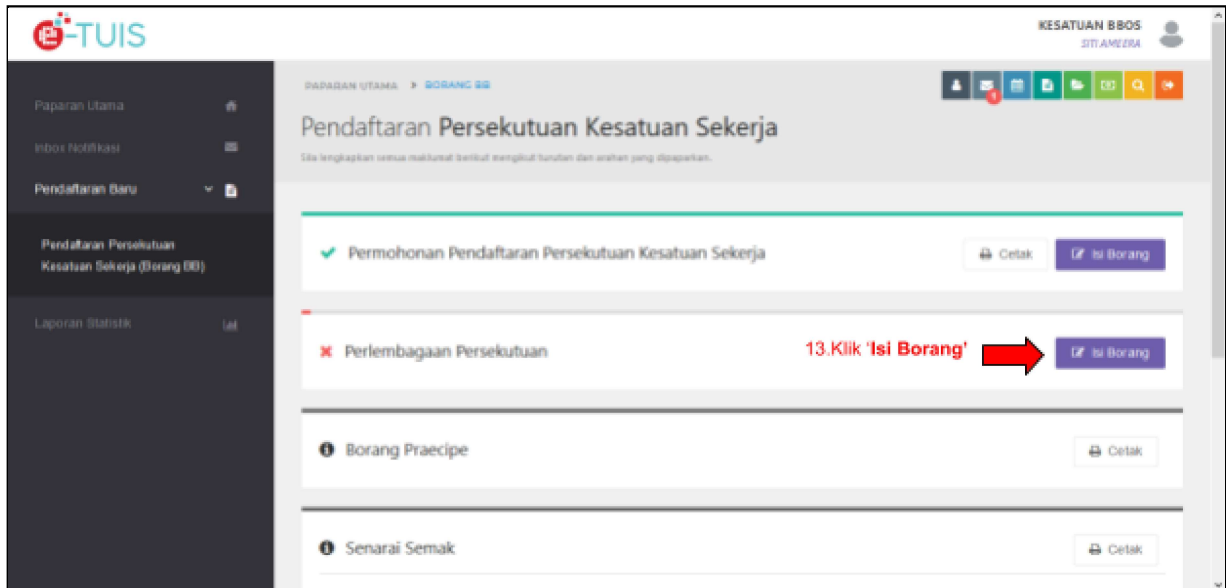 e-TUIS
KESATUAN BBOS
SITI AMEERA
Paparan Utama
Inbox Notifikasi
Pendaftaran Baru
Pendaftaran Persekutuan
Kesatuan Sekerja (Borang BB)
Laporan Statistik
PAPARAN UTAMA > BORANG BB
Pendaftaran Persekutuan Kesatuan Sekerja
Sila lengkapkan semua maklumat berikut mengikut turutan dan arahan yang dipaparkan.
Permohonan Pendaftaran Persekutuan Kesatuan Sekerja
Cetak
Isi Borang
Perlembagaan Persekutuan
13.Klik 'Isi Borang'
Isi Borang
Borang Praecipe
Cetak
Senarai Semak
Cetak